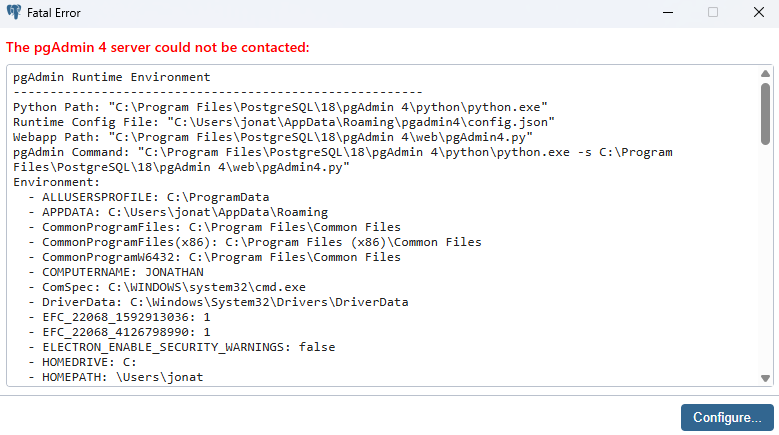 Fatal Error
The pgAdmin 4 server could not be contacted:
pgAdmin Runtime Environment
--------------------------------------------------------
Python Path: "C:\Program Files\PostgreSQL\18\pgAdmin 4\python\python.exe"
Runtime Config File: "C:\Users\jonat\AppData\Roaming\pgadmin4\config.json"
Webapp Path: "C:\Program Files\PostgreSQL\18\pgAdmin 4\web\pgAdmin4.py"
pgAdmin Command: "C:\Program Files\PostgreSQL\18\pgAdmin 4\python\python.exe -s C:\Program
Files\PostgreSQL\18\pgAdmin 4\web\pgAdmin4.py"
Environment:
- ALLUSERSPROFILE: C:\ProgramData
- APPDATA: C:\Users\jonat\AppData\Roaming
- CommonProgramFiles: C:\Program Files\Common Files
- CommonProgramFiles(x86): C:\Program Files (x86)\Common Files
- CommonProgramW6432: C:\Program Files\Common Files
- COMPUTERNAME: JONATHAN
- ComSpec: C:\WINDOWS\system32\cmd.exe
- DriverData: C:\Windows\System32\Drivers\DriverData
- EFC_22068_1592913036: 1
- EFC_22068_4126798990: 1
- ELECTRON_ENABLE_SECURITY_WARNINGS: false
- HOMEDRIVE: C:
- HOMEPATH: \Users\jonat
Configure...